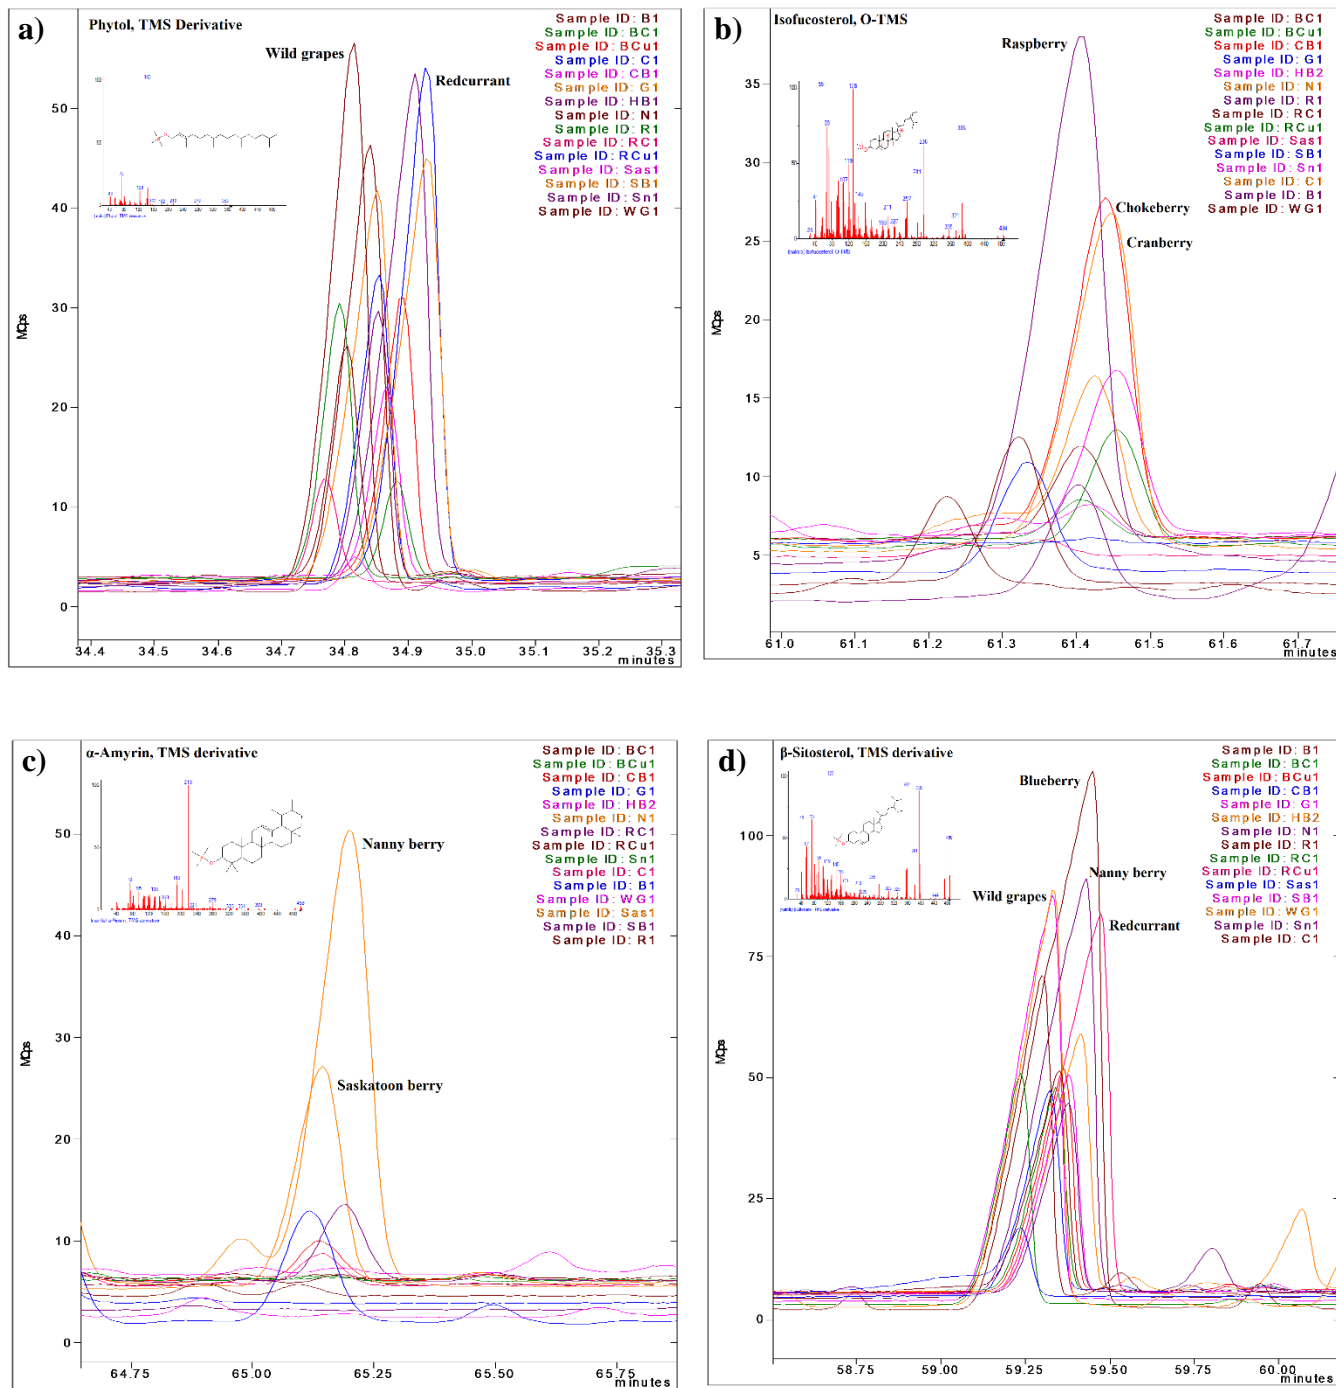 a)
Phytol, TMS Derivative
Wild grapes
Redcurrant
Sample ID: B1
Sample ID: BC1
Sample ID: BCu1
Sample ID: C1
Sample ID: CB1
Sample ID: G1
Sample ID: HB1
Sample ID: N1
Sample ID: R1
Sample ID: RC1
Sample ID: RCu1
Sample ID: Sas1
Sample ID: SB1
Sample ID: Sn1
Sample ID: WG1
MCps
50
40
30
20
10
0
34.4 34.5 34.6 34.7 34.8 34.9 35.0 35.1 35.2 35.3
minutes
b)
Isofucosterol, O-TMS
Raspberry
Chokeberry
Cranberry
Sample ID: BC1
Sample ID: BCu1
Sample ID: CB1
Sample ID: G1
Sample ID: HB2
Sample ID: N1
Sample ID: R1
Sample ID: RC1
Sample ID: RCu1
Sample ID: Sas1
Sample ID: SB1
Sample ID: Sn1
Sample ID: C1
Sample ID: B1
Sample ID: WG1
MCps
35
30
25
20
15
10
5
61.0 61.1 61.2 61.3 61.4 61.5 61.6 61.7
minutes
c)
α-Amyrin, TMS derivative
Nanny berry
Saskatoon berry
Sample ID: BC1
Sample ID: BCu1
Sample ID: CB1
Sample ID: G1
Sample ID: HB2
Sample ID: N1
Sample ID: RC1
Sample ID: RCu1
Sample ID: Sn1
Sample ID: C1
Sample ID: B1
Sample ID: WG1
Sample ID: Sas1
Sample ID: SB1
Sample ID: R1
MCps
50
40
30
20
10
0
64.75 65.00 65.25 65.50 65.75
minutes
d)
β-Sitosterol, TMS derivative
Blueberry
Nanny berry
Wild grapes
Redcurrant
Sample ID: B1
Sample ID: BC1
Sample ID: BCu1
Sample ID: CB1
Sample ID: G1
Sample ID: HB2
Sample ID: N1
Sample ID: RC1
Sample ID: RCu1
Sample ID: Sas1
Sample ID: SB1
Sample ID: WG1
Sample ID: Sn1
Sample ID: C1
MCps
100
75
50
25
0
58.75 59.00 59.25 59.50 59.75 60.00
minutes